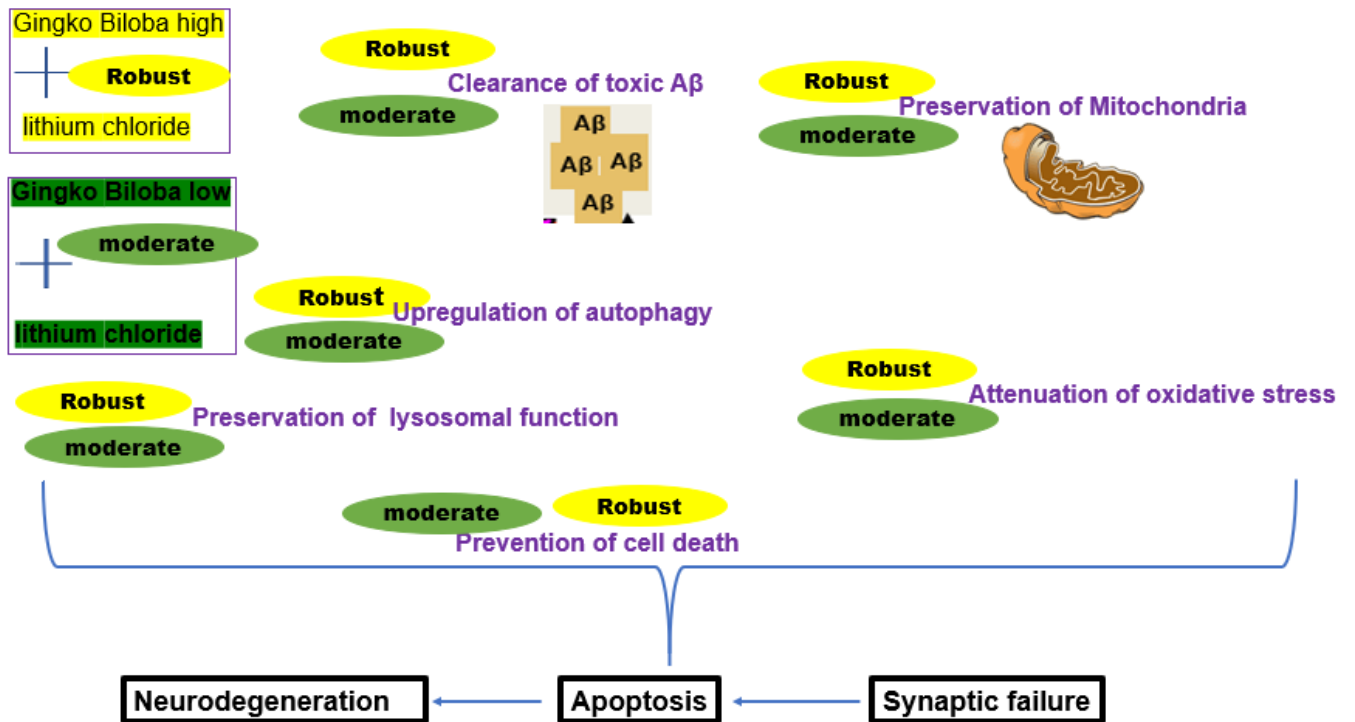 Gingko Biloba high
Robust
lithium chloride
Robust
Clearance of toxic Aβ
moderate
Aβ
Aβ Aβ
Aβ
Robust
Preservation of Mitochondria
moderate
Gingko Biloba low
moderate
lithium chloride
Robust
Upregulation of autophagy
moderate
Robust
Attenuation of oxidative stress
moderate
Robust
Preservation of lysosomal function
moderate
moderate
Robust
Prevention of cell death
Neurodegeneration
Apoptosis
Synaptic failure